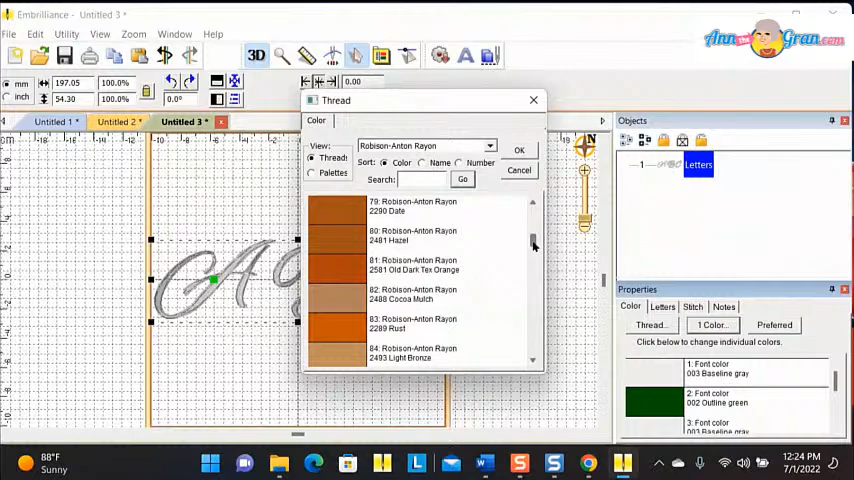 Embrilliance - Untitled 3 *
Ann the Gran.com
File Edit Utility View Zoom Window Help
3D
A
mm 197.05 100.0%
inch 54.30 100.0% 0.0° 0.00
Untitled 1 * Untitled 2 * Untitled 3 *
Thread
Color
View: Robison-Anton Rayon OK
Threads Sort: Color Name Number
Palettes Search: Go Cancel
79: Robison-Anton Rayon
2290 Date
80: Robison-Anton Rayon
2481 Hazel
81: Robison-Anton Rayon
2581 Old Dark Tex Orange
82: Robison-Anton Rayon
2488 Cocoa Mulch
83: Robison-Anton Rayon
2289 Rust
84: Robison-Anton Rayon
2493 Light Bronze
A
N
Objects
1 ABC Letters
Properties
Color Letters Stitch Notes
Thread... 1 Color... Preferred
Click below to change individual colors.
1: Font color
003 Baseline gray
2: Font color
002 Outline green
3: Font color
003 Baseline gray
88°F
Sunny
12:24 PM
7/1/2022